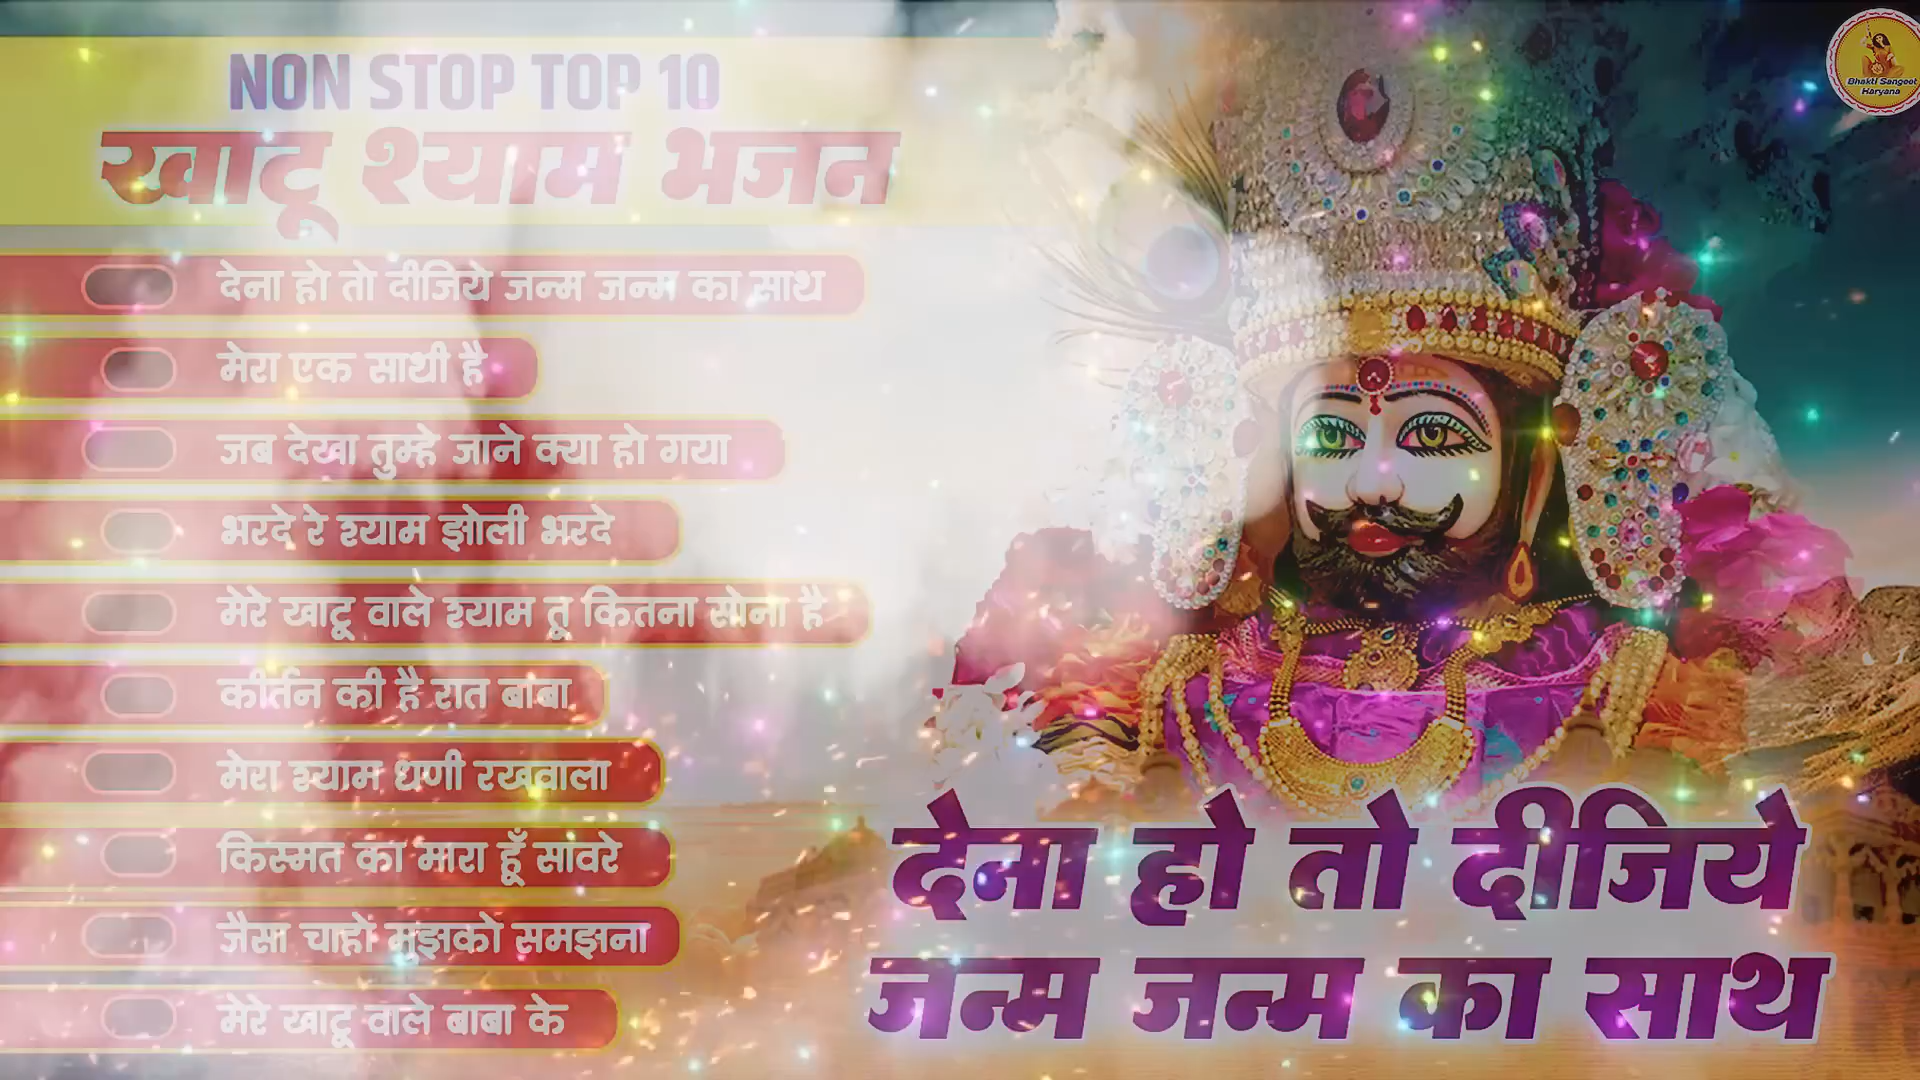 NON STOP TOP 10
खाटू श्याम भजन
देना हो तो दीजिये जन्म जन्म का साथ
मेरा एक साथी है
जब देखा तुम्हे जाने क्या हो गया
भरदे रे श्याम झोली भरदे
मेरे खाटू वाले श्याम तू कितना सोना है
कीर्तन की है रात बाबा
मेरा श्याम धणी रखवाला
किस्मत का मारा हूँ सावरे
जैसा चाहो मुझको समझना
मेरे खाटू वाले बाबा के
Bhakti Sangeet
Haryana
देना हो तो दीजिये
जन्म जन्म का साथ